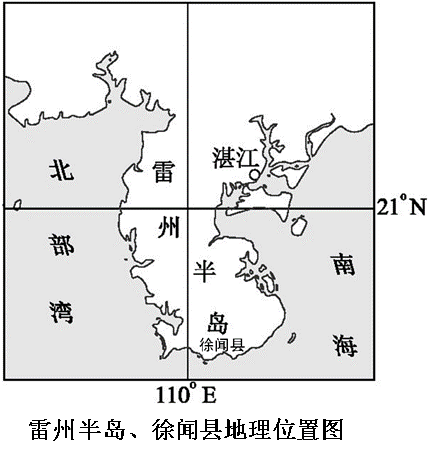 湛江
北部湾
雷州半岛
21°N
南海
徐闻县
110°E
雷州半岛、徐闻县地理位置图